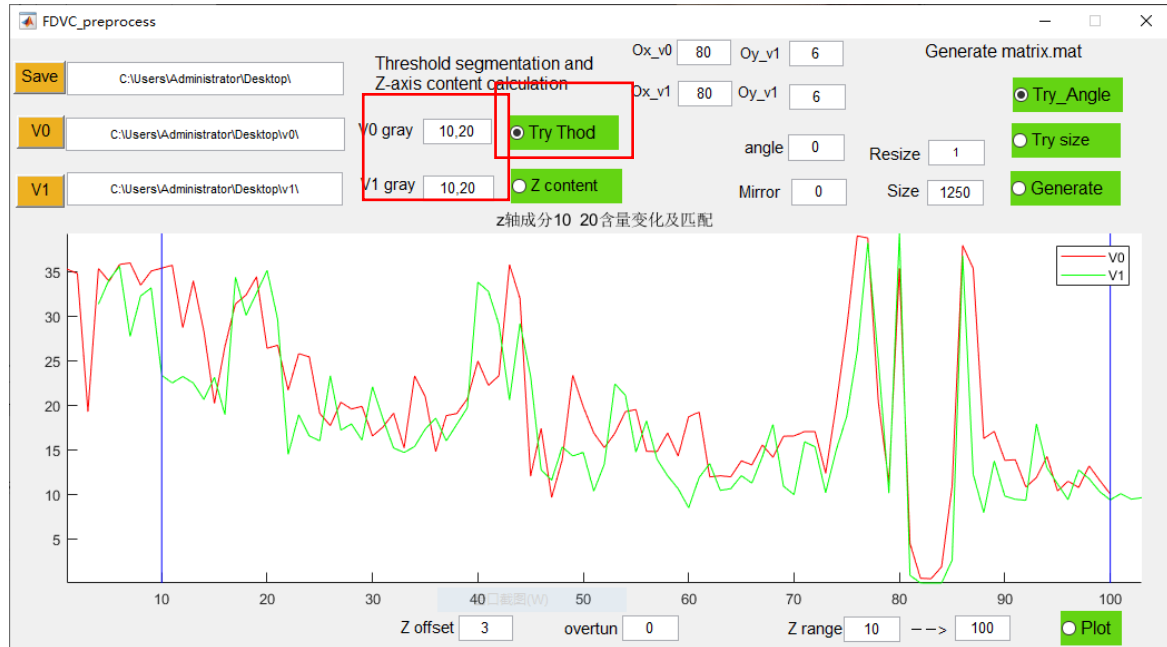 FDVC_preprocess
Save
C:\Users\Administrator\Desktop\
V0
C:\Users\Administrator\Desktop\v0\
V1
C:\Users\Administrator\Desktop\v1\
Threshold segmentation and
Z-axis content calculation
V0 gray 10,20 Try Thod
V1 gray 10,20 Z content
Ox_v0 80 Oy_v1 6
Ox_v1 80 Oy_v1 6
angle 0
Mirror 0
Resize 1
Size 1250
Generate matrix.mat
Try_Angle
Try size
Generate
z轴成分10 20含量变化及匹配
V0
V1
35
30
25
20
15
10
5
10 20 30 40 50 60 70 80 90 100
口截图(W)
Z offset 3 overtun 0 Z range 10 --> 100 Plot